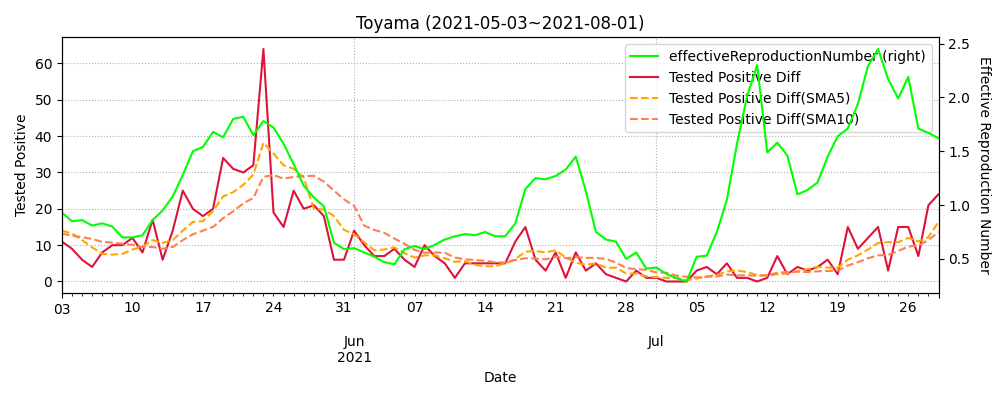 Toyama (2021-05-03~2021-08-01)
effectiveReproductionNumber (right)
Tested Positive Diff
Tested Positive Diff(SMA5)
Tested Positive Diff(SMA10)
Tested Positive
60
50
40
30
20
10
0
2.5
2.0
1.5
1.0
0.5
Effective Reproduction Number
03 10 17 24 31 07 14 21 28 05 12 19 26
Jun Jul
2021
Date